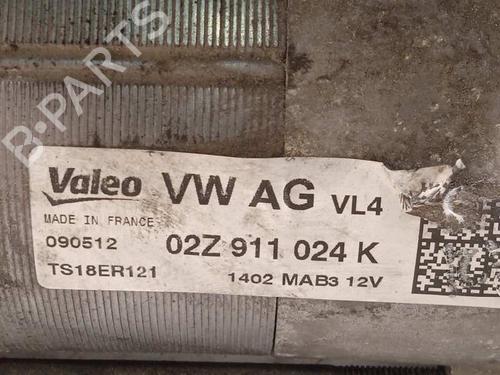 Valeo VW AG VL4
MADE IN FRANCE
090512 02Z 911 024 K
TS18ER121 1402 MAB3 12V
B-PARTS